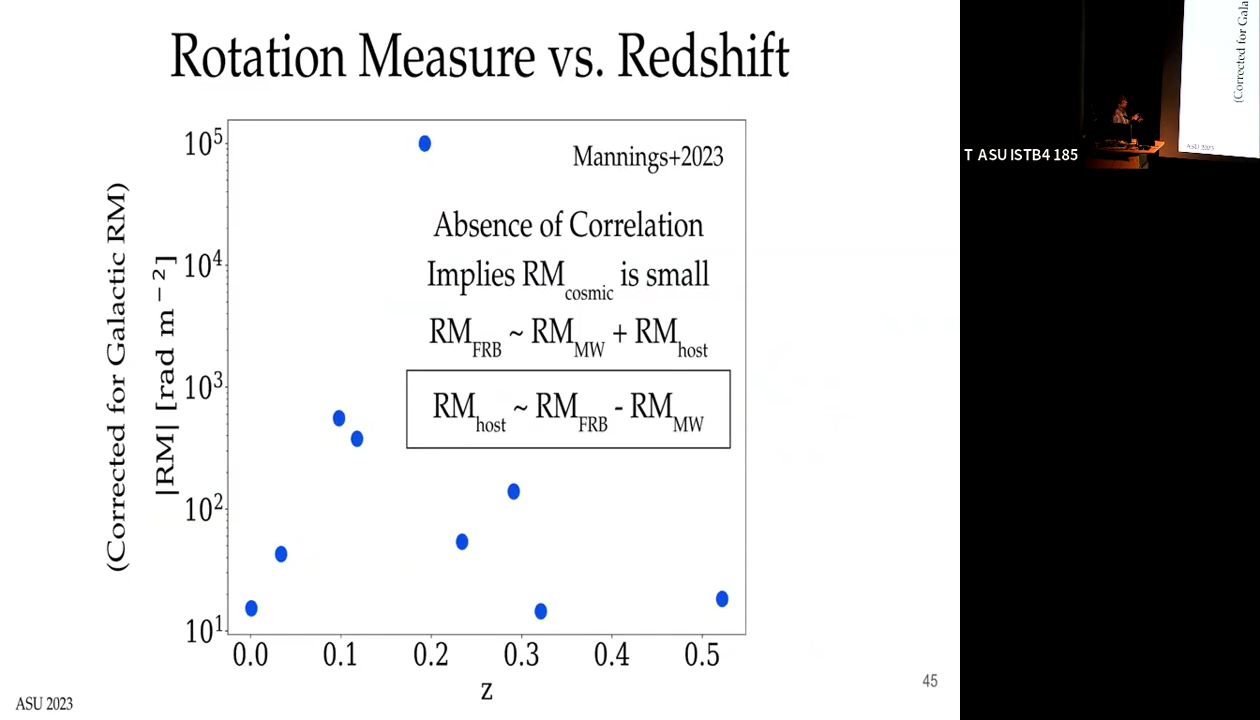 Rotation Measure vs. Redshift
(Corrected for Galactic RM)
|RM| [rad m⁻²]
10⁵
10⁴
10³
10²
10¹
Mannings+2023
Absence of Correlation
Implies RM_cosmic is small
RM_FRB ~ RM_MW + RM_host
RM_host ~ RM_FRB - RM_MW
0.0 0.1 0.2 0.3 0.4 0.5
z
45
ASU 2023
T ASU ISTB4 185
(Corrected for Gala
ASU 2023